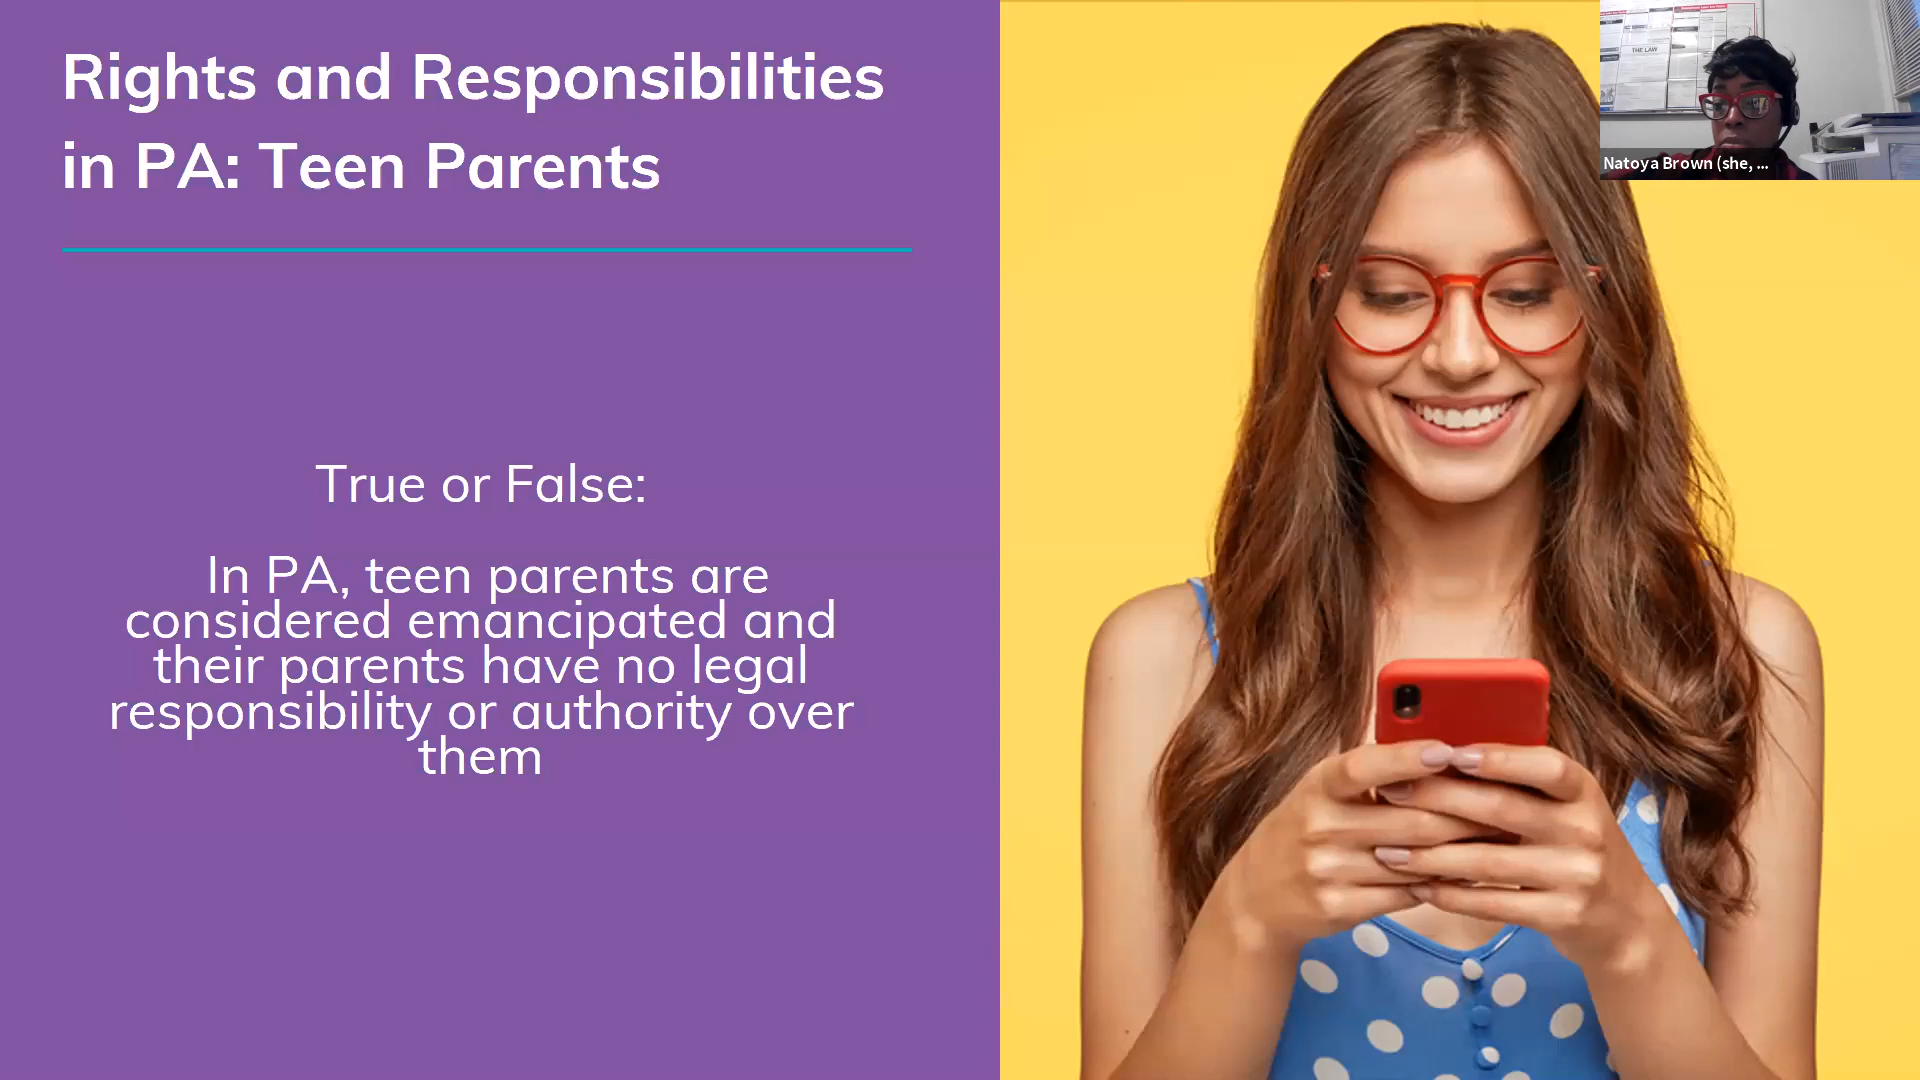 Rights and Responsibilities
in PA: Teen Parents
True or False:
In PA, teen parents are
considered emancipated and
their parents have no legal
responsibility or authority over
them
THE LAW
Natoya Brown (she, ...